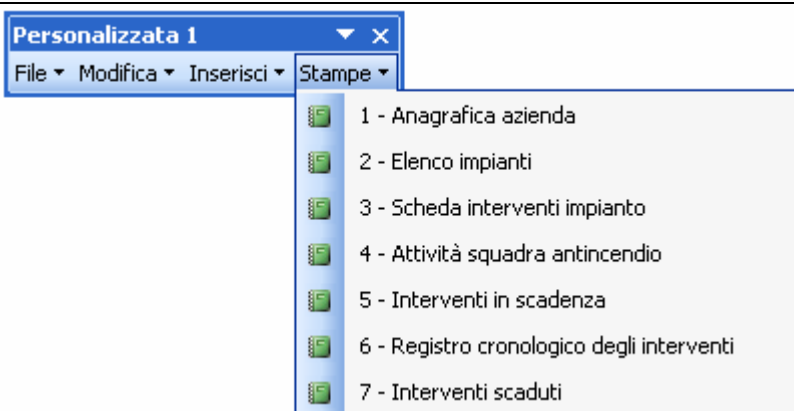 Personalizzata 1
File Modifica Inserisci Stampe
1 - Anagrafica azienda
2 - Elenco impianti
3 - Scheda interventi impianto
4 - Attività squadra antincendio
5 - Interventi in scadenza
6 - Registro cronologico degli interventi
7 - Interventi scaduti